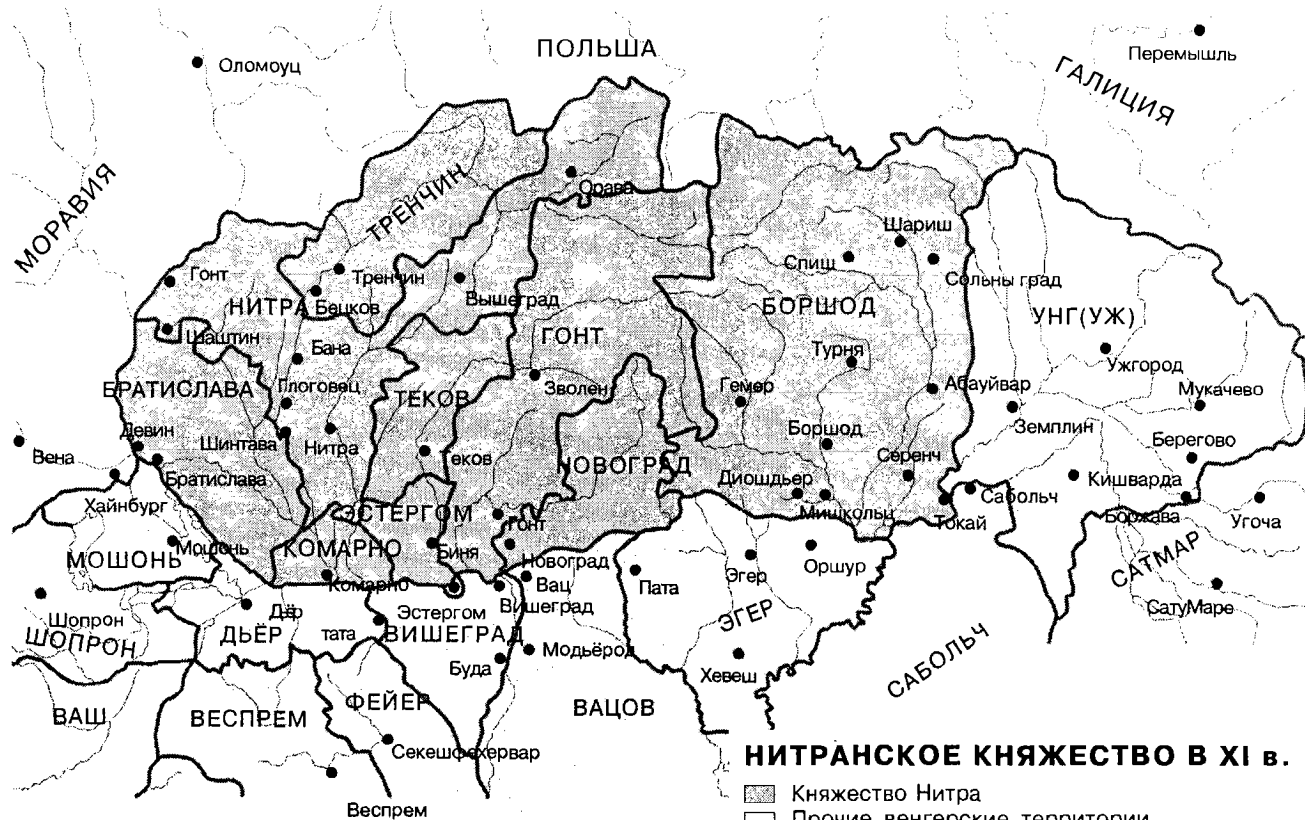 ПОЛЬША
Оломоуц
Перемышль
ГАЛИЦИЯ
МОРАВИЯ
ТРЕНЧИН
Орава
Шариш
Спиш
Сольны град
Гонт
Тренчин
НИТРА
Бецков
Вышеград
БОРШОД
УНГ(УЖ)
Шаштин
Бана
ГОНТ
Турня
Ужгород
БРАТИСЛАВА
Глоговец
ТЕКОВ
Зволен
Гемер
Абауйвар
Мукачево
Девин
Шинтава
Нитра
Боршод
Земплин
Берегово
Вена
Братислава
еков
НОВОГРАД
Диошдьер
Серенч
Кишварда
Хайнбург
ЭСТЕРГОМ
Гонт
Мишкольц
Токай
Сабольч
Боржава
Угоча
МОШОНЬ
Мошонь
КОМАРНО
Биня
Новоград
Оршур
САТМАР
Комарно
Вац
Пата
Эгер
Шопрон
Дёр
Эстергом
Вишеград
СатуМаре
ШОПРОН
ДЬЁР
тата
ВИШЕГРАД
ЭГЕР
Буда
Модьёрод
Хевеш
САБОЛЬЧ
ВАШ
ВЕСПРЕМ
ФЕЙЕР
ВАЦОВ
Секешфехервар
Веспрем
НИТРАНСКОЕ КНЯЖЕСТВО В XI в.
Княжество Нитра
Прочие венгерские территории